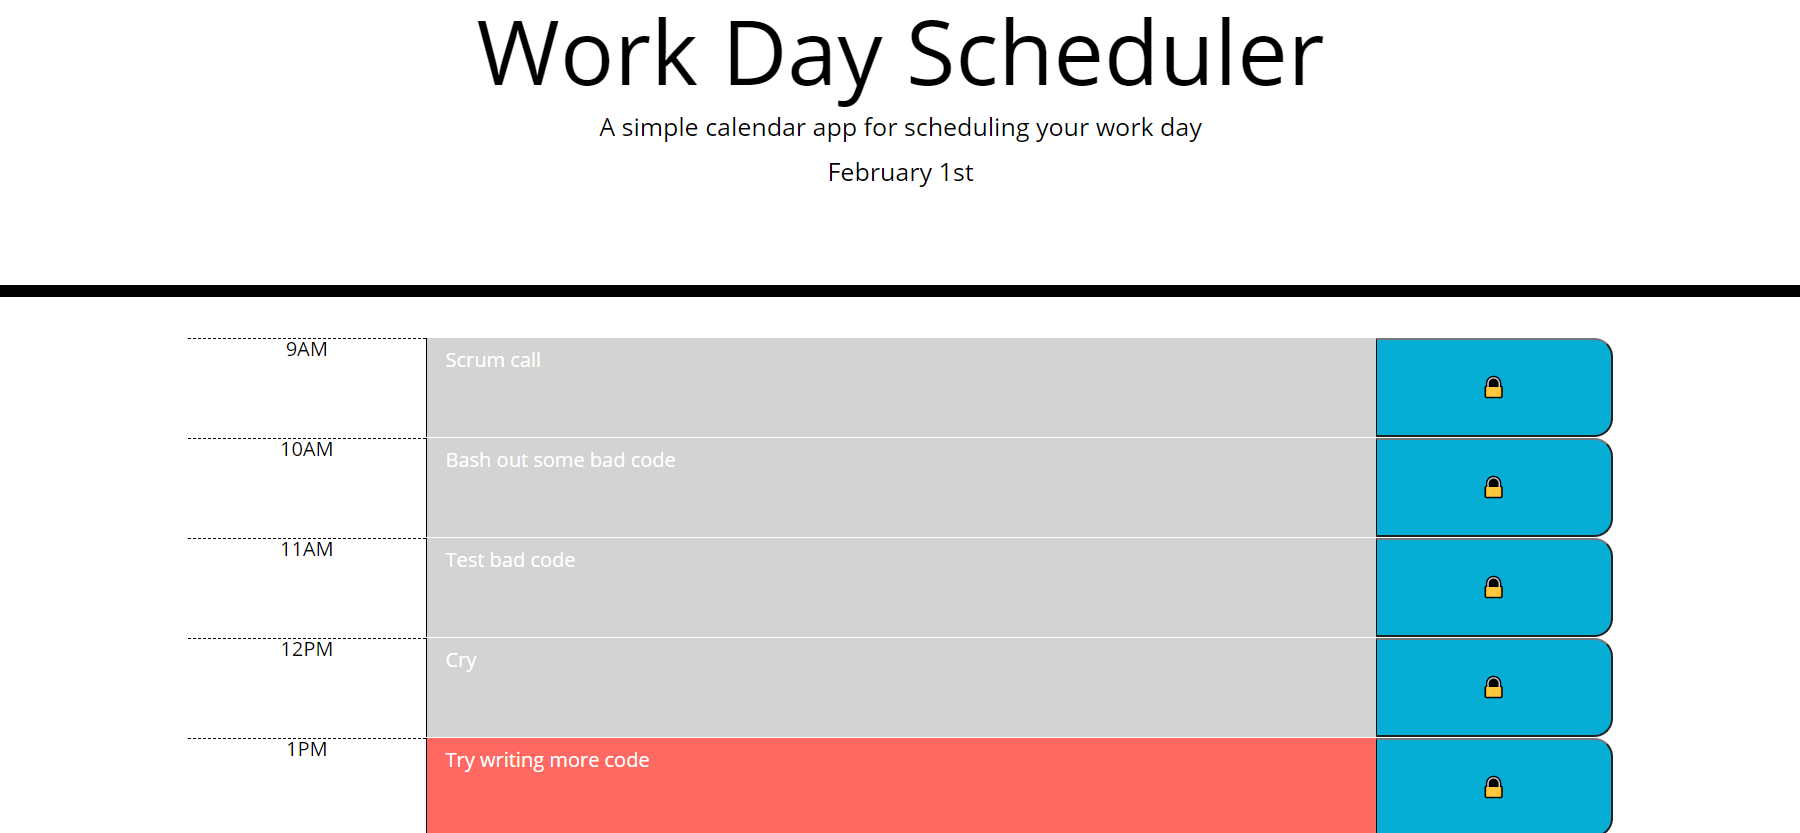 Work Day Scheduler
A simple calendar app for scheduling your work day
February 1st
9AM
Scrum call
10AM
Bash out some bad code
11AM
Test bad code
12PM
Cry
1PM
Try writing more code